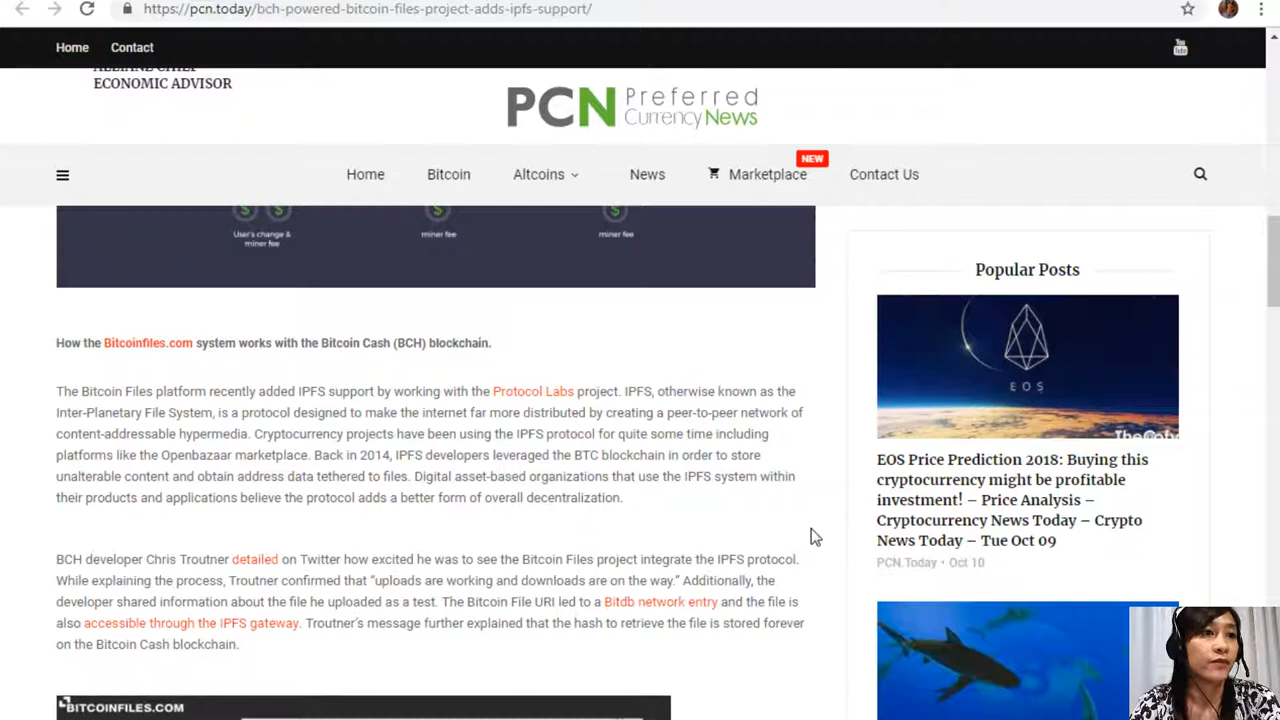 https://pcn.today/bch-powered-bitcoin-files-project-adds-ipfs-support/
Home Contact
ECONOMIC ADVISOR
PCN Preferred Currency News
Home Bitcoin Altcoins News Marketplace NEW Contact Us
User's change & miner fee
miner fee
miner fee
How the Bitcoinfiles.com system works with the Bitcoin Cash (BCH) blockchain.
The Bitcoin Files platform recently added IPFS support by working with the Protocol Labs project. IPFS, otherwise known as the
Inter-Planetary File System, is a protocol designed to make the internet far more distributed by creating a peer-to-peer network of
content-addressable hypermedia. Cryptocurrency projects have been using the IPFS protocol for quite some time including
platforms like the Openbazaar marketplace. Back in 2014, IPFS developers leveraged the BTC blockchain in order to store
unalterable content and obtain address data tethered to files. Digital asset-based organizations that use the IPFS system within
their products and applications believe the protocol adds a better form of overall decentralization.
BCH developer Chris Troutner detailed on Twitter how excited he was to see the Bitcoin Files project integrate the IPFS protocol.
While explaining the process, Troutner confirmed that “uploads are working and downloads are on the way.” Additionally, the
developer shared information about the file he uploaded as a test. The Bitcoin File URI led to a Bitdb network entry and the file is
also accessible through the IPFS gateway. Troutner’s message further explained that the hash to retrieve the file is stored forever
on the Bitcoin Cash blockchain.
BITCOINFILES.COM
Popular Posts
EOS
EOS Price Prediction 2018: Buying this
cryptocurrency might be profitable
investment! – Price Analysis –
Cryptocurrency News Today – Crypto
News Today – Tue Oct 09
PCN.Today • Oct 10